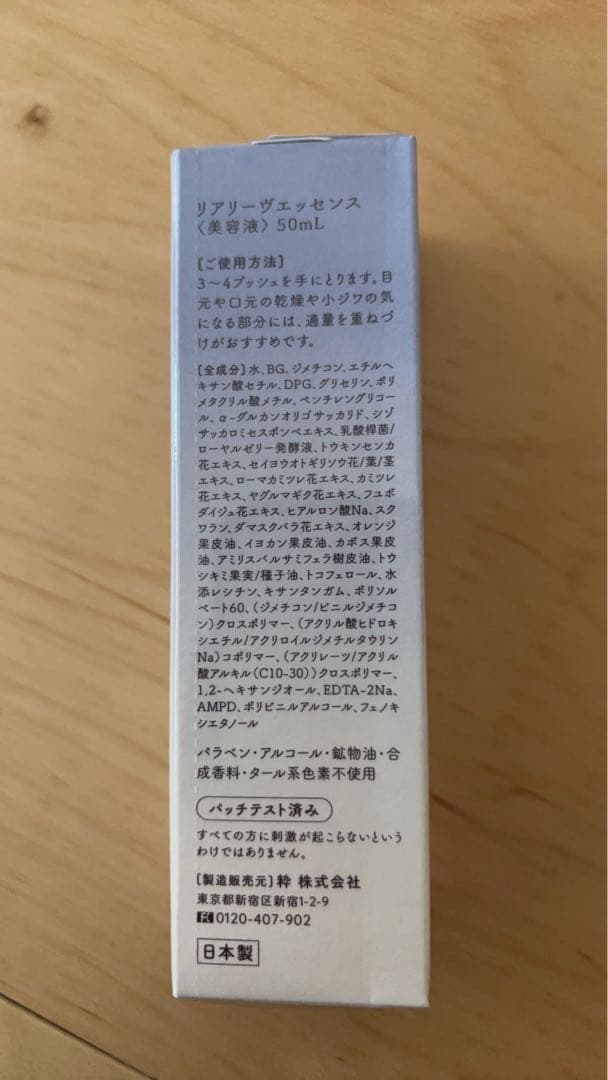 リアリーヴエッセンス
〈美容液〉50mL
[ご使用方法]
3〜4プッシュを手にとります。目
元や口元の乾燥や小ジワの気
になる部分には、適量を重ねづ
けがおすすめです。
[全成分]水、BG、ジメチコン、エチルヘ
キサン酸セチル、DPG、グリセリン、ポリ
メタクリル酸メチル、ペンチレングリコー
ル、α-グルカンオリゴサッカリド、シゾ
サッカロミセスポンベエキス、乳酸桿菌/
ローヤルゼリー発酵液、トウキンセンカ
花エキス、セイヨウオトギリソウ花/葉/茎
エキス、ローマカミツレ花エキス、カミツレ
花エキス、ヤグルマギク花エキス、フユボ
ダイジュ花エキス、ヒアルロン酸Na、スク
ワラン、ダマスクバラ花エキス、オレンジ
果皮油、イヨカン果皮油、カボス果皮
油、アミリスバルサミフェラ樹皮油、トウ
シキミ果実/種子油、トコフェロール、水
添レシチン、キサンタンガム、ポリソル
ベート60、(ジメチコン/ビニルジメチコ
ン)クロスポリマー、(アクリル酸ヒドロキ
シエチル/アクリロイルジメチルタウリン
Na)コポリマー、(アクリレーツ/アクリル
酸アルキル(C10-30))クロスポリマー、
1,2-ヘキサンジオール、EDTA-2Na、
AMPD、ポリビニルアルコール、フェノキ
シエタノール
パラベン・アルコール・鉱物油・合
成香料・タール系色素不使用
パッチテスト済み
すべての方に刺激が起こらないという
わけではありません。
[製造販売元]粋 株式会社
東京都新宿区新宿1-2-9
0120-407-902
日本製